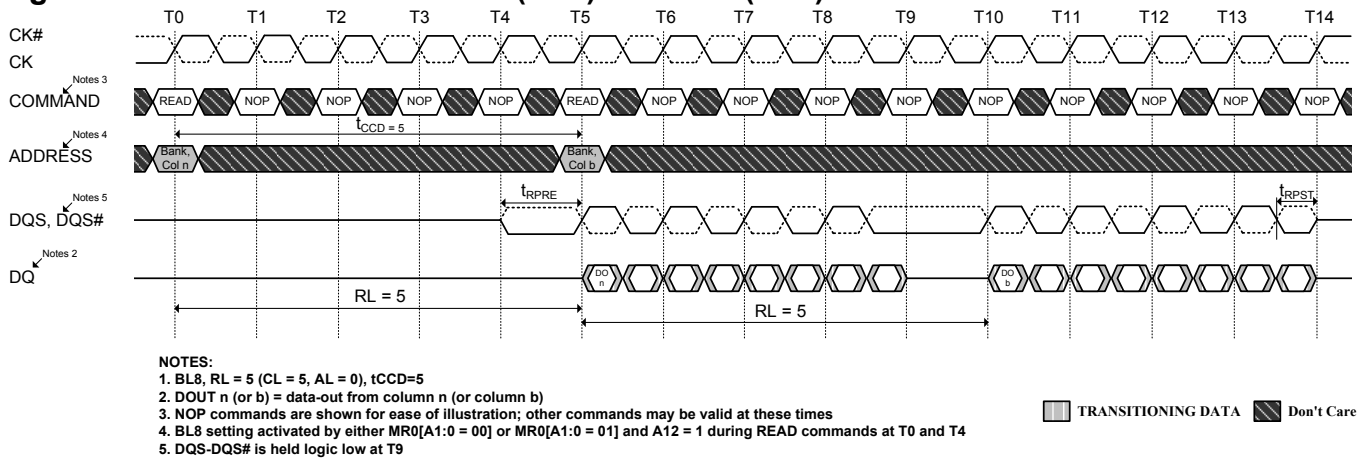 T0 T1 T2 T3 T4 T5 T6 T7 T8 T9 T10 T11 T12 T13 T14
CK#
CK
Notes 3
COMMAND READ NOP NOP NOP NOP READ NOP NOP NOP NOP NOP NOP NOP NOP NOP
tCCD = 5
Notes 4
ADDRESS Bank, Col n Bank, Col b
tRPRE tRPST
Notes 5
DQS, DQS#
Notes 2
DQ DO n DO b
RL = 5
RL = 5
NOTES:
1. BL8, RL = 5 (CL = 5, AL = 0), tCCD=5
2. DOUT n (or b) = data-out from column n (or column b)
3. NOP commands are shown for ease of illustration; other commands may be valid at these times
4. BL8 setting activated by either MR0[A1:0 = 00] or MR0[A1:0 = 01] and A12 = 1 during READ commands at T0 and T4
5. DQS-DQS# is held logic low at T9
TRANSITIONING DATA Don't Care